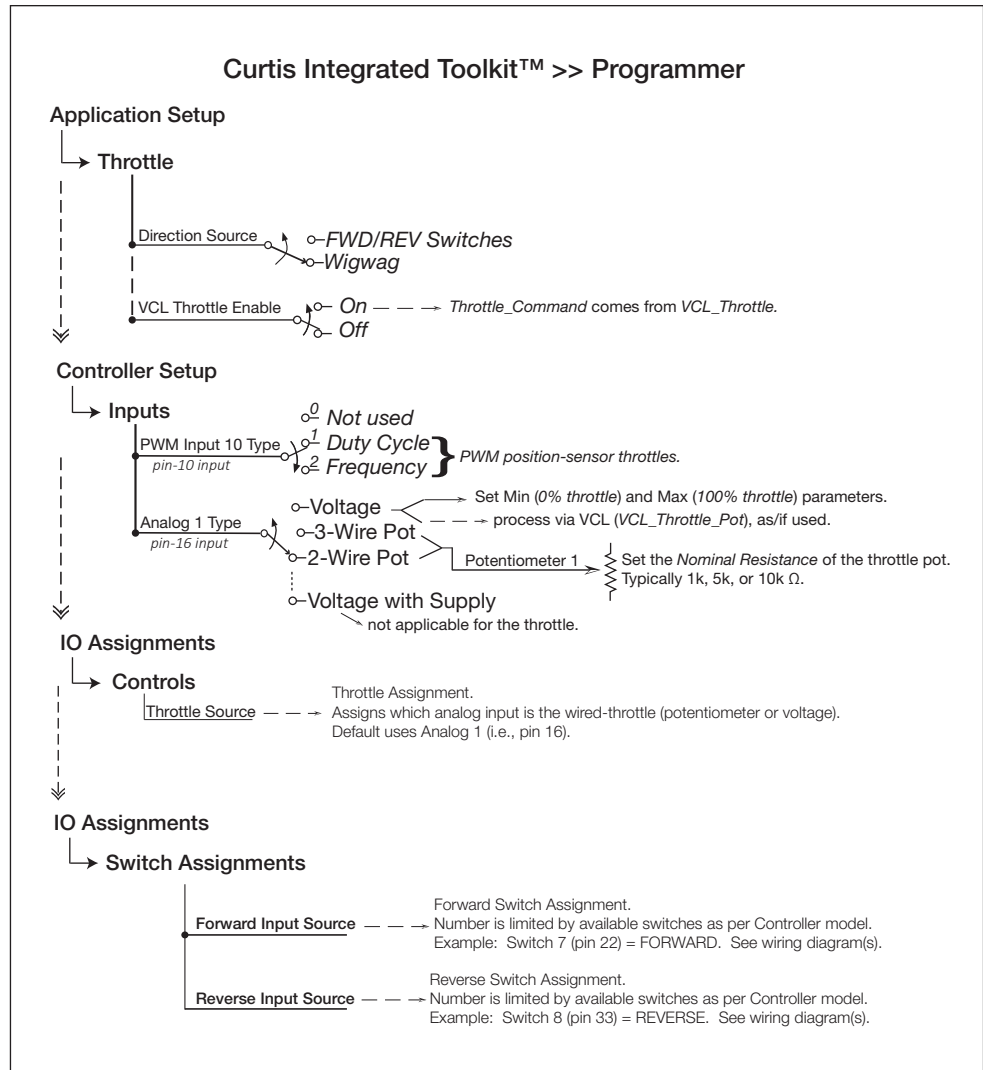 Curtis Integrated Toolkit™ >> Programmer
Application Setup
Throttle
Direction Source
FWD/REV Switches
Wigwag
VCL Throttle Enable
On
Throttle_Command comes from VCL_Throttle.
Off
Controller Setup
Inputs
0 Not used
PWM Input 10 Type
1 Duty Cycle
pin-10 input
2 Frequency
PWM position-sensor throttles.
Voltage
Set Min (0% throttle) and Max (100% throttle) parameters.
process via VCL (VCL_Throttle_Pot), as/if used.
Analog 1 Type
pin-16 input
3-Wire Pot
2-Wire Pot
Potentiometer 1
Set the Nominal Resistance of the throttle pot.
Typically 1k, 5k, or 10k Ω.
Voltage with Supply
not applicable for the throttle.
IO Assignments
Controls
Throttle Source
Throttle Assignment.
Assigns which analog input is the wired-throttle (potentiometer or voltage).
Default uses Analog 1 (i.e., pin 16).
IO Assignments
Switch Assignments
Forward Input Source
Forward Switch Assignment.
Number is limited by available switches as per Controller model.
Example: Switch 7 (pin 22) = FORWARD. See wiring diagram(s).
Reverse Input Source
Reverse Switch Assignment.
Number is limited by available switches as per Controller model.
Example: Switch 8 (pin 33) = REVERSE. See wiring diagram(s).